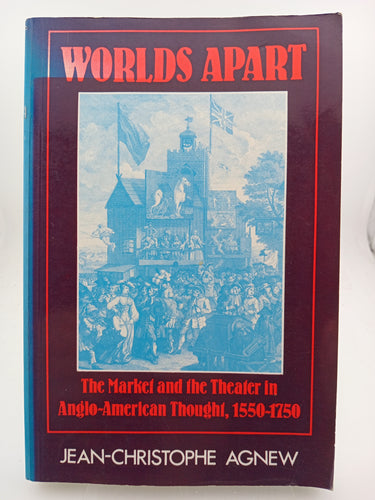 WORLDS APART
The Market and the Theater in
Anglo-American Thought, 1550-1750
JEAN-CHRISTOPHE AGNEW